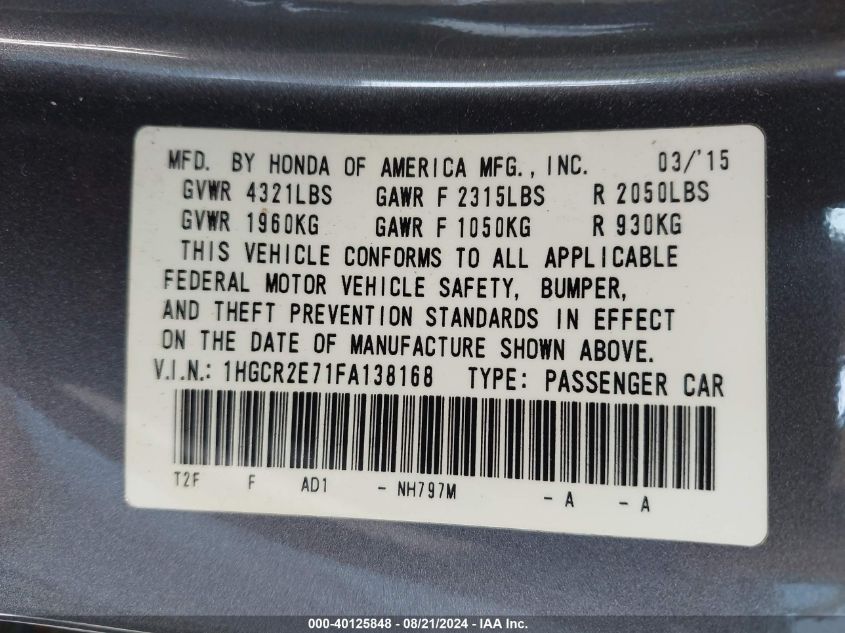 MFD. BY HONDA OF AMERICA MFG., INC. 03/'15
GVWR 4321LBS GAWR F 2315LBS R 2050LBS
GVWR 1960KG GAWR F 1050KG R 930KG
THIS VEHICLE CONFORMS TO ALL APPLICABLE
FEDERAL MOTOR VEHICLE SAFETY, BUMPER,
AND THEFT PREVENTION STANDARDS IN EFFECT
ON THE DATE OF MANUFACTURE SHOWN ABOVE.
V.I.N.: 1HGCR2E71FA138168 TYPE: PASSENGER CAR
T2F F AD1 - NH797M - A - A
000-40125848 - 08/21/2024 - IAA Inc.